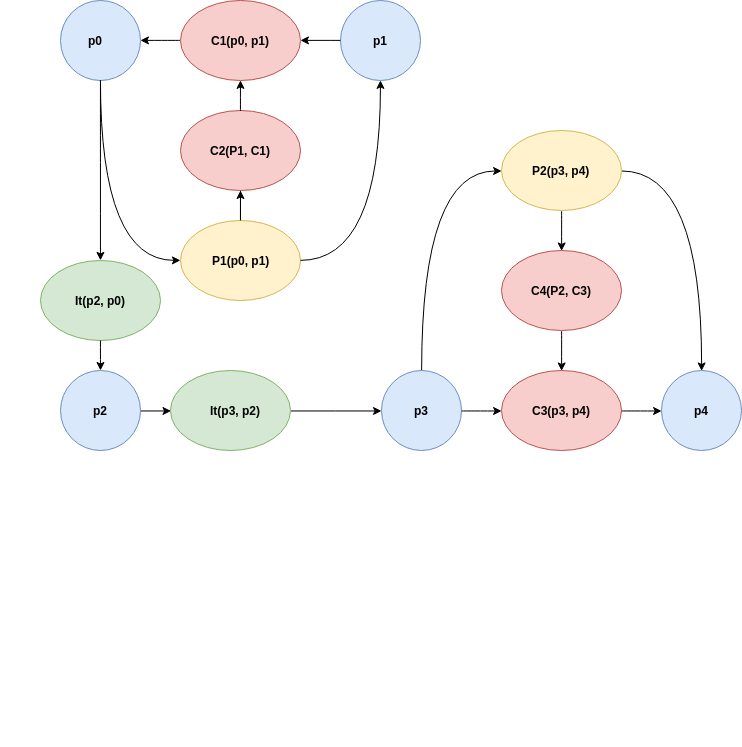 p0
C1(p0, p1)
p1
C2(P1, C1)
P2(p3, p4)
P1(p0, p1)
C4(P2, C3)
It(p2, p0)
p2
It(p3, p2)
p3
C3(p3, p4)
p4